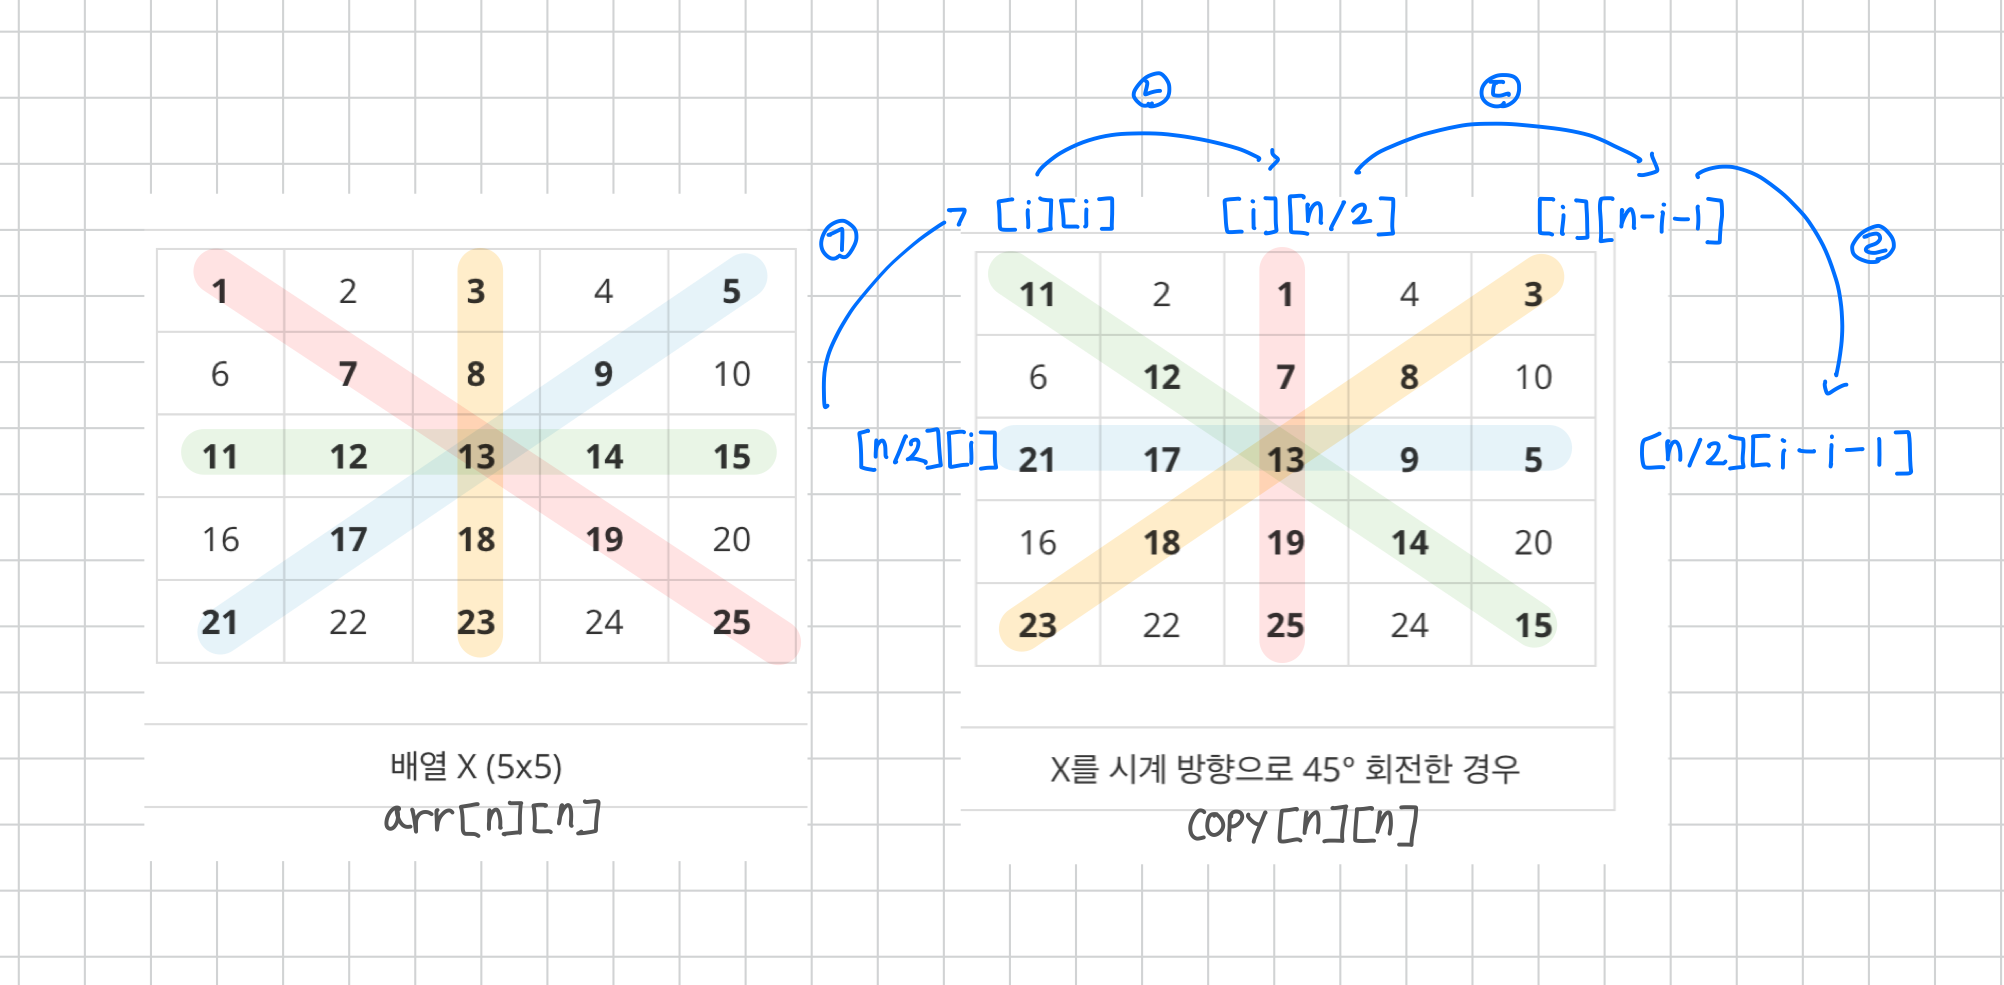 ㉡ ㉢
[i][i] [i][n/2] [i][n-i-1]
㉠ ㉣
1 2 3 4 5
6 7 8 9 10
11 12 13 14 15
16 17 18 19 20
21 22 23 24 25
[n/2][i] [n/2][i-i-1]
11 2 1 4 3
6 12 7 8 10
21 17 13 9 5
16 18 19 14 20
23 22 25 24 15
배열 X (5x5)
arr[n][n]
X를 시계 방향으로 45° 회전한 경우
copy[n][n]